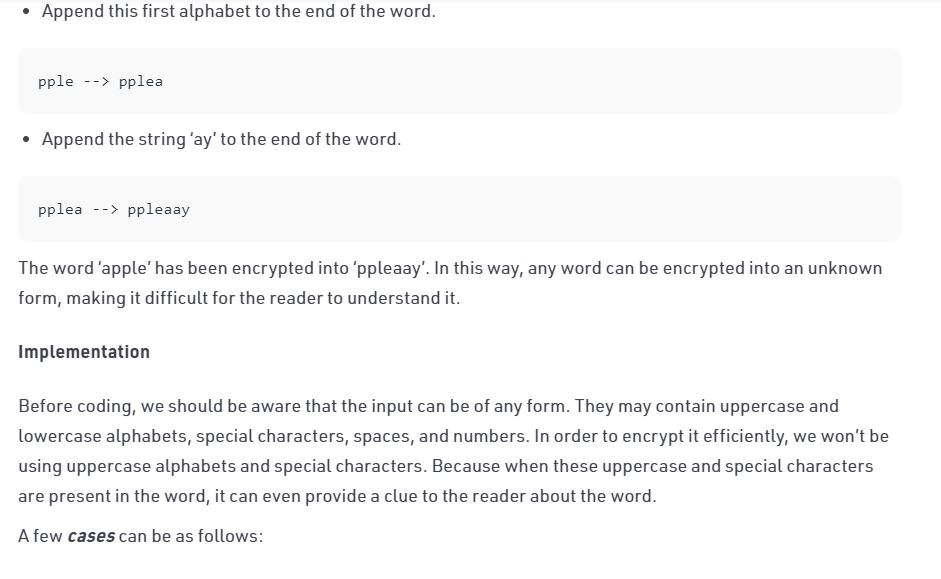 • Append this first alphabet to the end of the word.
pple --> pplea
• Append the string ‘ay’ to the end of the word.
pplea --> ppleaay
The word ‘apple’ has been encrypted into ‘ppleaay’. In this way, any word can be encrypted into an unknown
form, making it difficult for the reader to understand it.
Implementation
Before coding, we should be aware that the input can be of any form. They may contain uppercase and
lowercase alphabets, special characters, spaces, and numbers. In order to encrypt it efficiently, we won’t be
using uppercase alphabets and special characters. Because when these uppercase and special characters
are present in the word, it can even provide a clue to the reader about the word.
A few cases can be as follows: